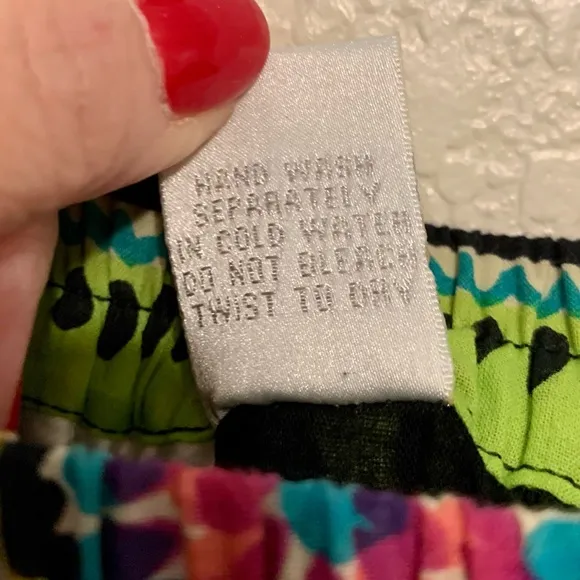 HAND WASH
SEPARATELY
IN COLD WATER
DO NOT BLEACH
TWIST TO DRY